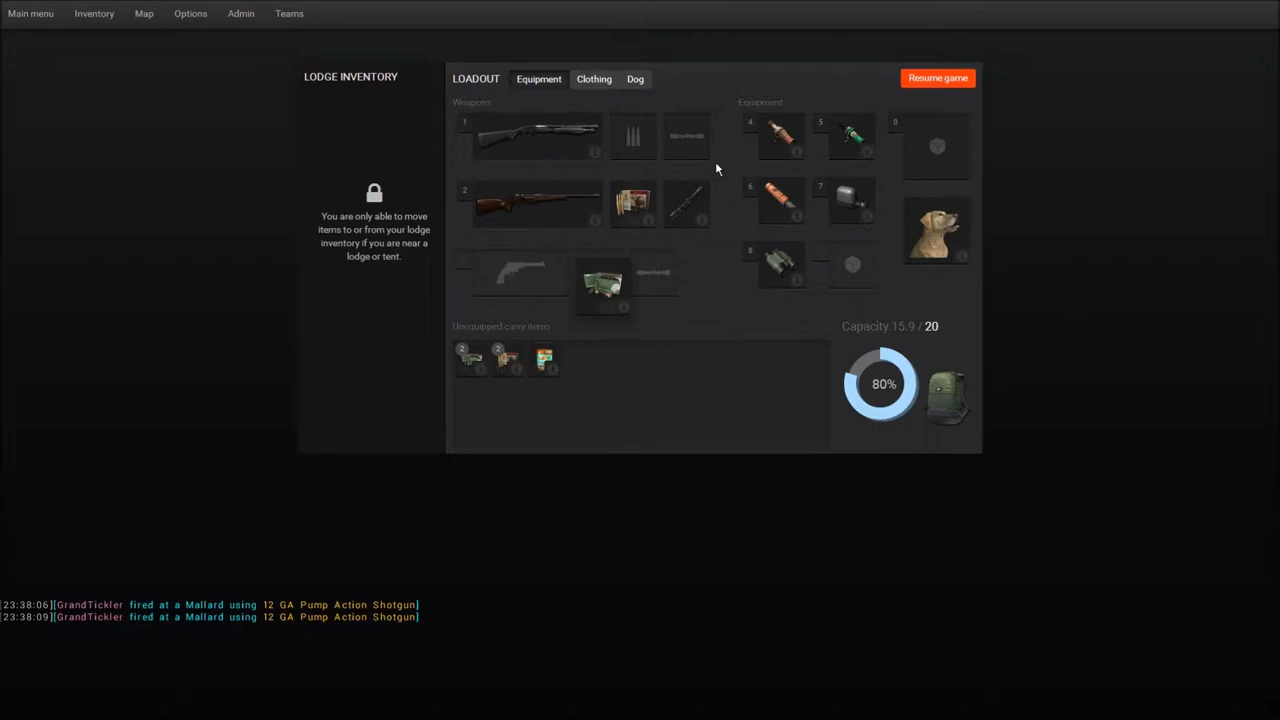 Main menu Inventory Map Options Admin Teams
LODGE INVENTORY
You are only able to move
items to or from your lodge
inventory if you are near a
lodge or tent.
LOADOUT Equipment Clothing Dog Resume game
Weapons
Equipment
1
4
5
0
2
6
7
8
Unequipped carry items
2 2
Capacity 15.9 / 20
80%
[23:38:06][GrandTickler fired at a Mallard using 12 GA Pump Action Shotgun]
[23:38:09][GrandTickler fired at a Mallard using 12 GA Pump Action Shotgun]